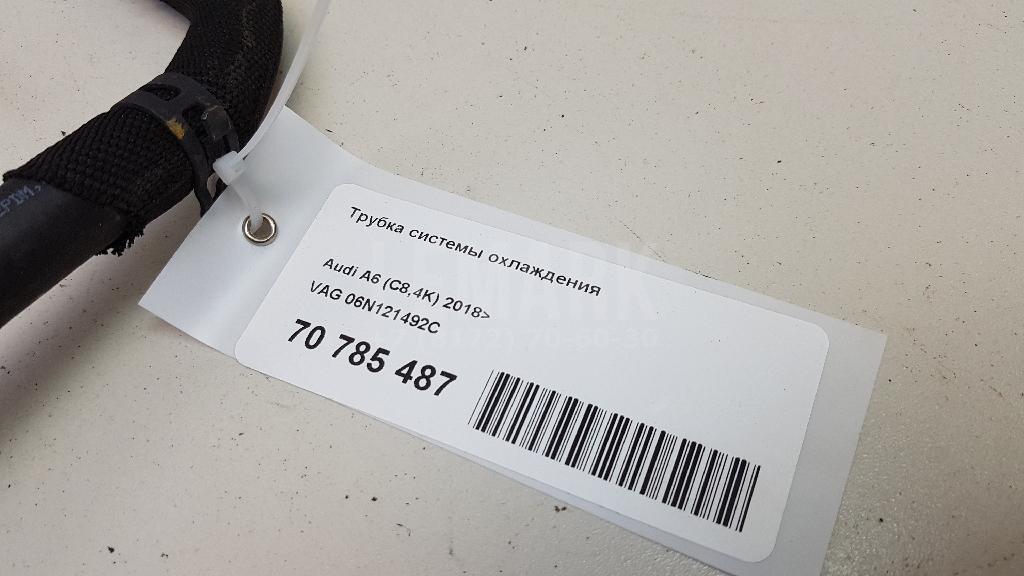 Трубка системы охлаждения
Audi A6 (C8,4K) 2018>
VAG 06N121492C
70 785 487